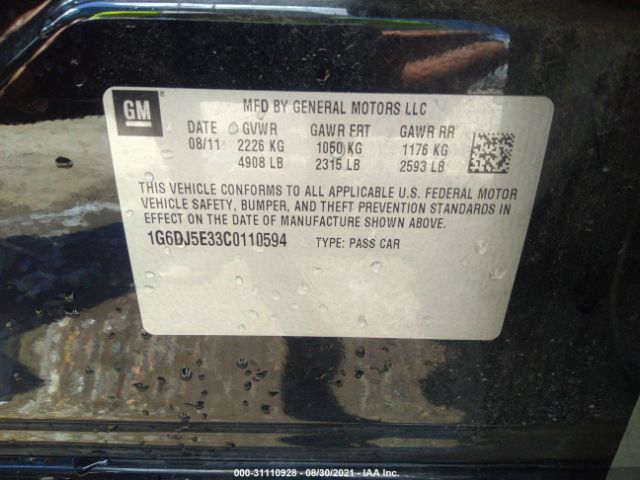 GM
MFD BY GENERAL MOTORS LLC
DATE GVWR GAWR FRT GAWR RR
08/11 2226 KG 1050 KG 1176 KG
4908 LB 2315 LB 2593 LB
THIS VEHICLE CONFORMS TO ALL APPLICABLE U.S. FEDERAL MOTOR
VEHICLE SAFETY, BUMPER, AND THEFT PREVENTION STANDARDS IN
EFFECT ON THE DATE OF MANUFACTURE SHOWN ABOVE.
1G6DJ5E33C0110594 TYPE: PASS CAR
000-31110928 - 08/30/2021 - IAA Inc.